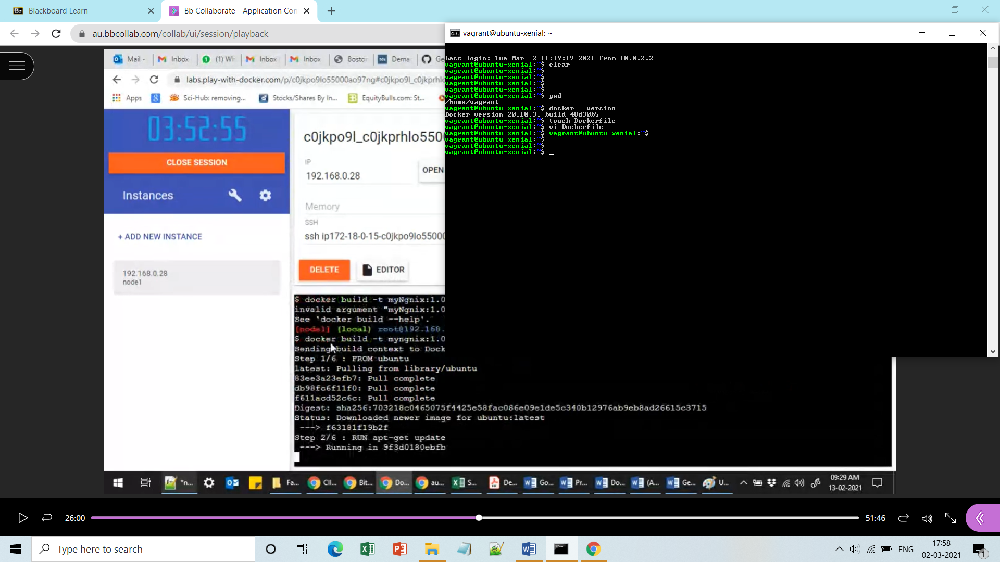 Blackboard Learn
Bb Collaborate - Application Con
au.bbcollab.com/collab/ui/session/playback
vagrant@ubuntu-xenial: ~
Last login: Tue Mar  2 11:19:19 2021 from 10.0.2.2
vagrant@ubuntu-xenial:~$ clear
vagrant@ubuntu-xenial:~$
vagrant@ubuntu-xenial:~$
vagrant@ubuntu-xenial:~$
vagrant@ubuntu-xenial:~$
vagrant@ubuntu-xenial:~$ pwd
/home/vagrant
vagrant@ubuntu-xenial:~$ docker --version
Docker version 20.10.3, build 48d30b5
vagrant@ubuntu-xenial:~$ touch Dockerfile
vagrant@ubuntu-xenial:~$ vi Dockerfile
vagrant@ubuntu-xenial:~$ vagrant@ubuntu-xenial:~$
vagrant@ubuntu-xenial:~$
vagrant@ubuntu-xenial:~$
vagrant@ubuntu-xenial:~$
Mail - Inbox (1) Wh Inbox Inbox Bostor Dema Ge
labs.play-with-docker.com/p/c0jkpo9lo55000ao97ng#c0jkpo9l_c0jkprhlo
Apps Sci-Hub: removing... Stocks/Shares By In... EquityBulls.com: St...
03:52:55
CLOSE SESSION
Instances
+ ADD NEW INSTANCE
192.168.0.28
node1
c0jkpo9l_c0jkprhlo5500
IP
192.168.0.28
OPEN
Memory
SSH
ssh ip172-18-0-15-c0jkpo9lo55000
DELETE
EDITOR
$ docker build -t myNgnix:1.0
invalid argument "myNgnix:1.0
See 'docker build --help'.
[node1] (local) root@192.168.
$ docker build -t myngnix:1.0
Sending build context to Dock
Step 1/6 : FROM ubuntu
latest: Pulling from library/ubuntu
83ee3a23efb7: Pull complete
db98fc6f11f0: Pull complete
f611acd52c6c: Pull complete
Digest: sha256:703218c0465075f4425e58fac086e09e1de5c340b12976ab9eb8ad26615c3715
Status: Downloaded newer image for ubuntu:latest
---> f63181f19b2f
Step 2/6 : RUN apt-get update
---> Running in 9f3d0180ebfb
*n... Fa... Cli... Bit... Do... au... S... De... Go... Pr... Do... (A... Ge... U...
09:29 AM
13-02-2021
26:00
51:46
Type here to search
ENG
17:58
02-03-2021
1